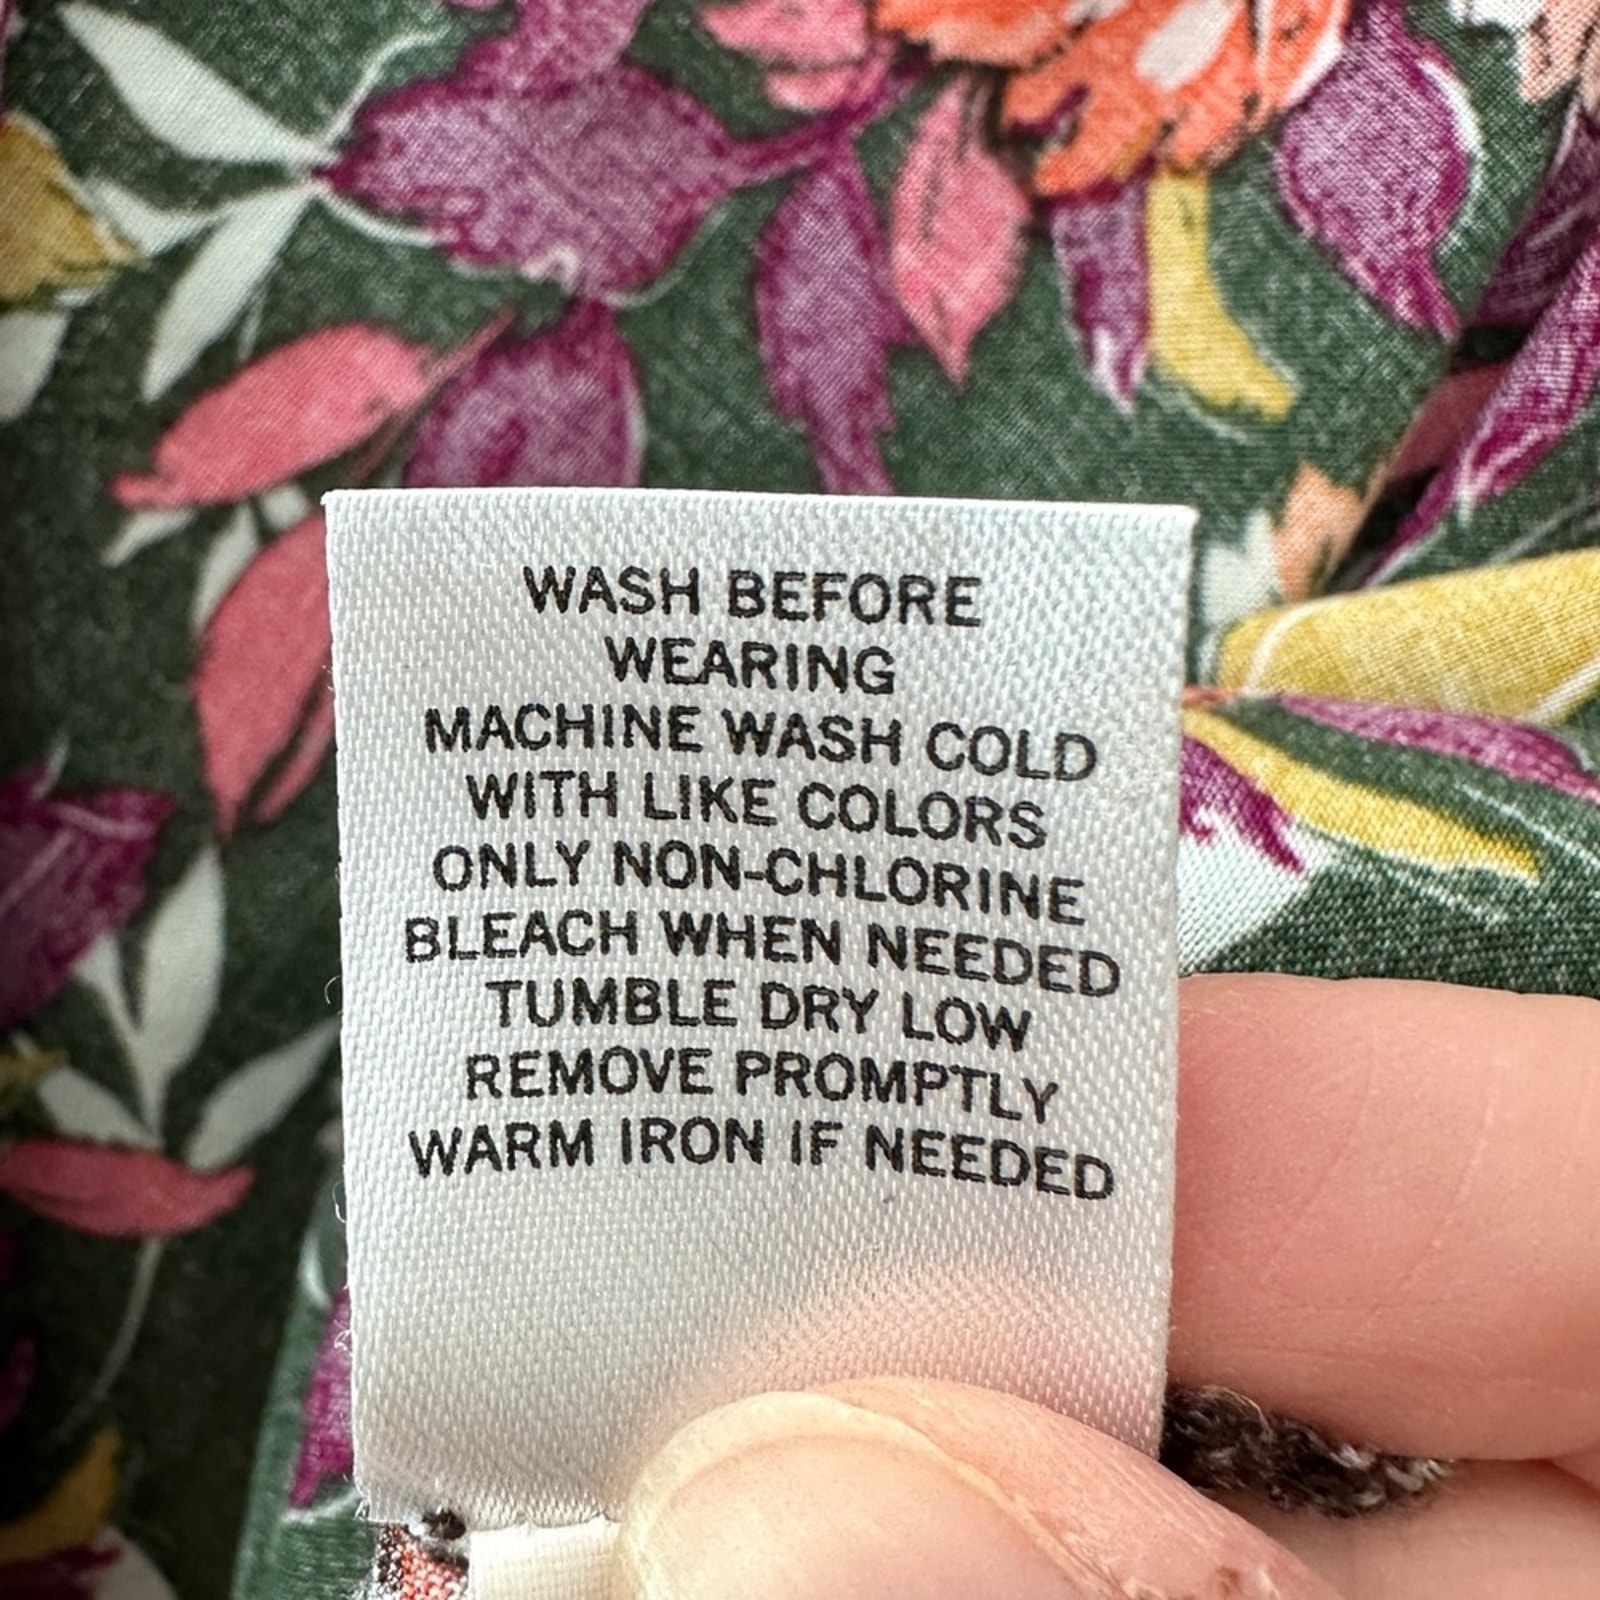 WASH BEFORE
WEARING
MACHINE WASH COLD
WITH LIKE COLORS
ONLY NON-CHLORINE
BLEACH WHEN NEEDED
TUMBLE DRY LOW
REMOVE PROMPTLY
WARM IRON IF NEEDED